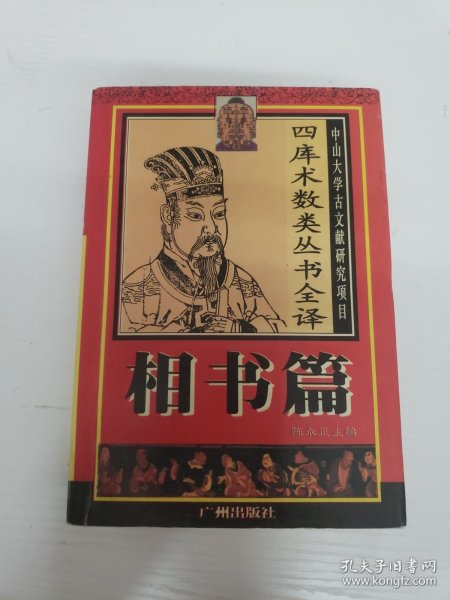 中山大学古文献研究项目
四库术数类丛书全译
相书篇
陈永正主编
广州出版社
孔夫子旧书网
www.kongfz.com